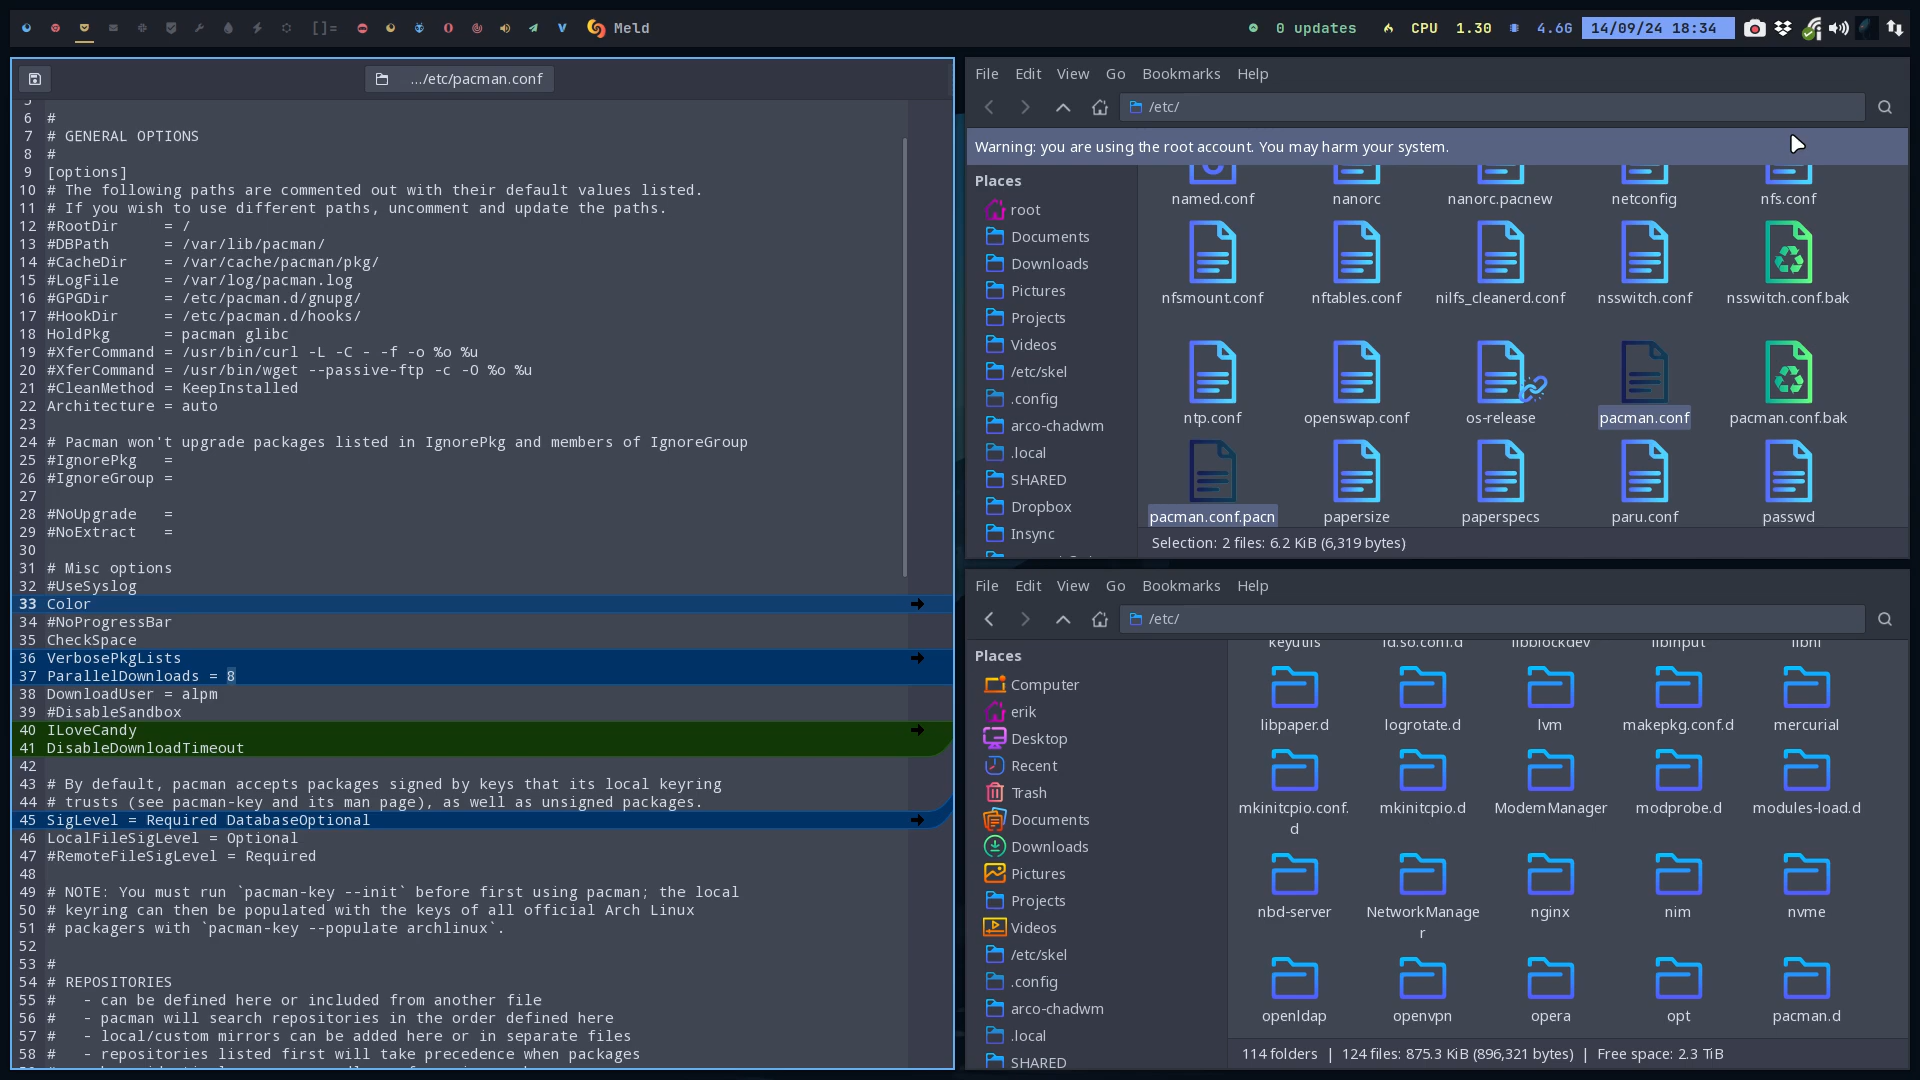 []=
Meld
0 updates
CPU 1.30
4.6G
14/09/24 18:34
.../etc/pacman.conf
6 #
7 # GENERAL OPTIONS
8 #
9 [options]
10 # The following paths are commented out with their default values listed.
11 # If you wish to use different paths, uncomment and update the paths.
12 #RootDir     = /
13 #DBPath      = /var/lib/pacman/
14 #CacheDir    = /var/cache/pacman/pkg/
15 #LogFile     = /var/log/pacman.log
16 #GPGDir      = /etc/pacman.d/gnupg/
17 #HookDir     = /etc/pacman.d/hooks/
18 HoldPkg      = pacman glibc
19 #XferCommand = /usr/bin/curl -L -C - -f -o %o %u
20 #XferCommand = /usr/bin/wget --passive-ftp -c -O %o %u
21 #CleanMethod = KeepInstalled
22 Architecture = auto
23
24 # Pacman won't upgrade packages listed in IgnorePkg and members of IgnoreGroup
25 #IgnorePkg   =
26 #IgnoreGroup =
27
28 #NoUpgrade   =
29 #NoExtract   =
30
31 # Misc options
32 #UseSyslog
33 Color
34 #NoProgressBar
35 CheckSpace
36 VerbosePkgLists
37 ParallelDownloads = 8
38 DownloadUser = alpm
39 #DisableSandbox
40 ILoveCandy
41 DisableDownloadTimeout
42
43 # By default, pacman accepts packages signed by keys that its local keyring
44 # trusts (see pacman-key and its man page), as well as unsigned packages.
45 SigLevel = Required DatabaseOptional
46 LocalFileSigLevel = Optional
47 #RemoteFileSigLevel = Required
48
49 # NOTE: You must run `pacman-key --init` before first using pacman; the local
50 # keyring can then be populated with the keys of all official Arch Linux
51 # packagers with `pacman-key --populate archlinux`.
52
53 #
54 # REPOSITORIES
55 #   - can be defined here or included from another file
56 #   - pacman will search repositories in the order defined here
57 #   - local/custom mirrors can be added here or in separate files
58 #   - repositories listed first will take precedence when packages
File Edit View Go Bookmarks Help
/etc/
Warning: you are using the root account. You may harm your system.
Places
root
Documents
Downloads
Pictures
Projects
Videos
/etc/skel
.config
arco-chadwm
.local
SHARED
Dropbox
Insync
named.conf nanorc nanorc.pacnew netconfig nfs.conf
nfsmount.conf nftables.conf nilfs_cleanerd.conf nsswitch.conf nsswitch.conf.bak
ntp.conf openswap.conf os-release pacman.conf pacman.conf.bak
pacman.conf.pacn papersize paperspecs paru.conf passwd
Selection: 2 files: 6.2 KiB (6,319 bytes)
File Edit View Go Bookmarks Help
/etc/
Places
Computer
erik
Desktop
Recent
Trash
Documents
Downloads
Pictures
Projects
Videos
/etc/skel
.config
arco-chadwm
.local
SHARED
keyutils ld.so.conf.d libblockdev libinput libnl
libpaper.d logrotate.d lvm makepkg.conf.d mercurial
mkinitcpio.conf.d mkinitcpio.d ModemManager modprobe.d modules-load.d
nbd-server NetworkManager nginx nim nvme
openldap openvpn opera opt pacman.d
114 folders | 124 files: 875.3 KiB (896,321 bytes) | Free space: 2.3 TiB